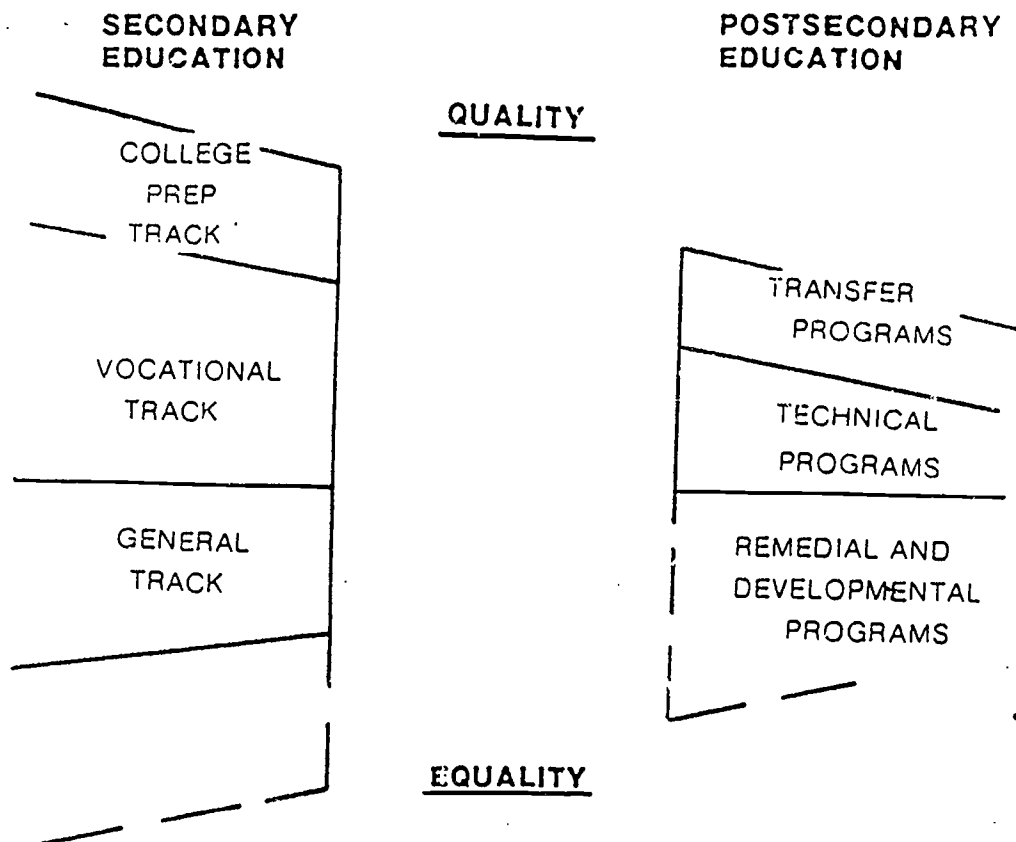 SECONDARY
EDUCATION
POSTSECONDARY
EDUCATION
QUALITY
COLLEGE
PREP
TRACK
TRANSFER
PROGRAMS
VOCATIONAL
TRACK
TECHNICAL
PROGRAMS
GENERAL
TRACK
REMEDIAL AND
DEVELOPMENTAL
PROGRAMS
EQUALITY